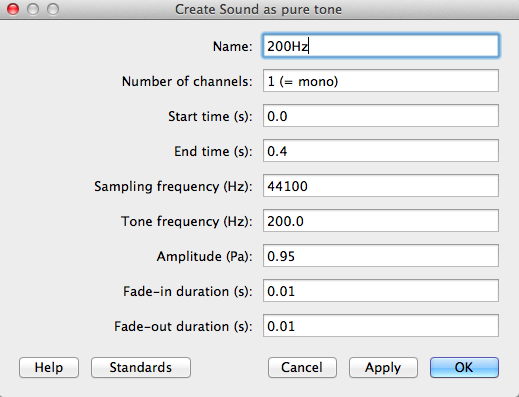 Create Sound as pure tone
Name: 200Hz
Number of channels: 1 (= mono)
Start time (s): 0.0
End time (s): 0.4
Sampling frequency (Hz): 44100
Tone frequency (Hz): 200.0
Amplitude (Pa): 0.95
Fade-in duration (s): 0.01
Fade-out duration (s): 0.01
Help Standards Cancel Apply OK